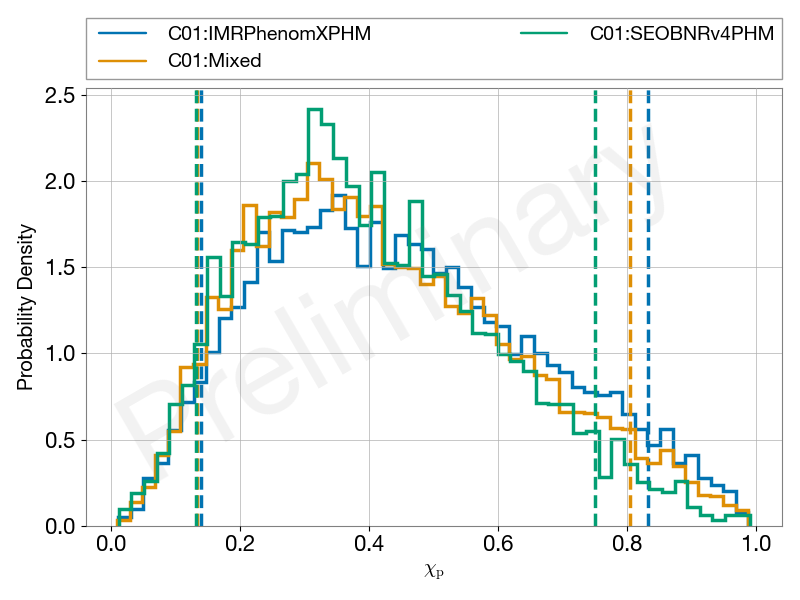 C01:IMRPhenomXPHM
C01:Mixed
C01:SEOBNRv4PHM
Preliminary
Probability Density
2.5
2.0
1.5
1.0
0.5
0.0
0.0 0.2 0.4 0.6 0.8 1.0
χp